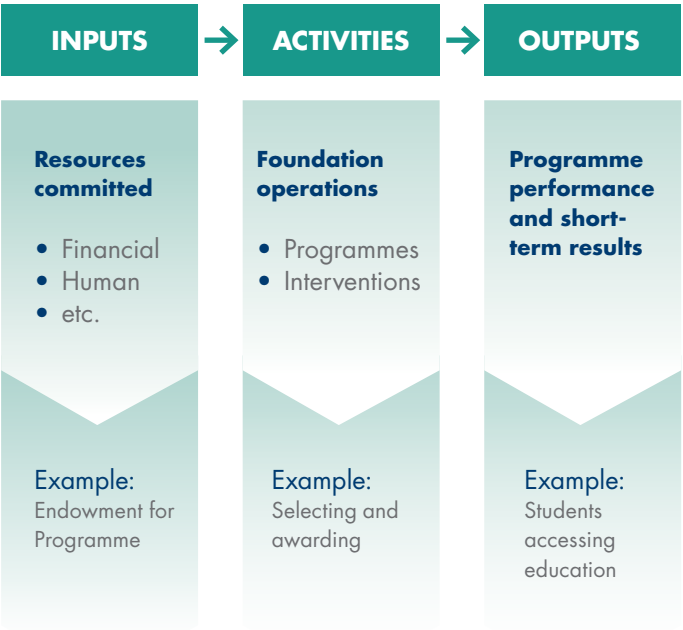 INPUTS
ACTIVITIES
OUTPUTS
Resources
committed
• Financial
• Human
• etc.
Example:
Endowment for
Programme
Foundation
operations
• Programmes
• Interventions
Example:
Selecting and
awarding
Programme
performance
and short-
term results
Example:
Students
accessing
education